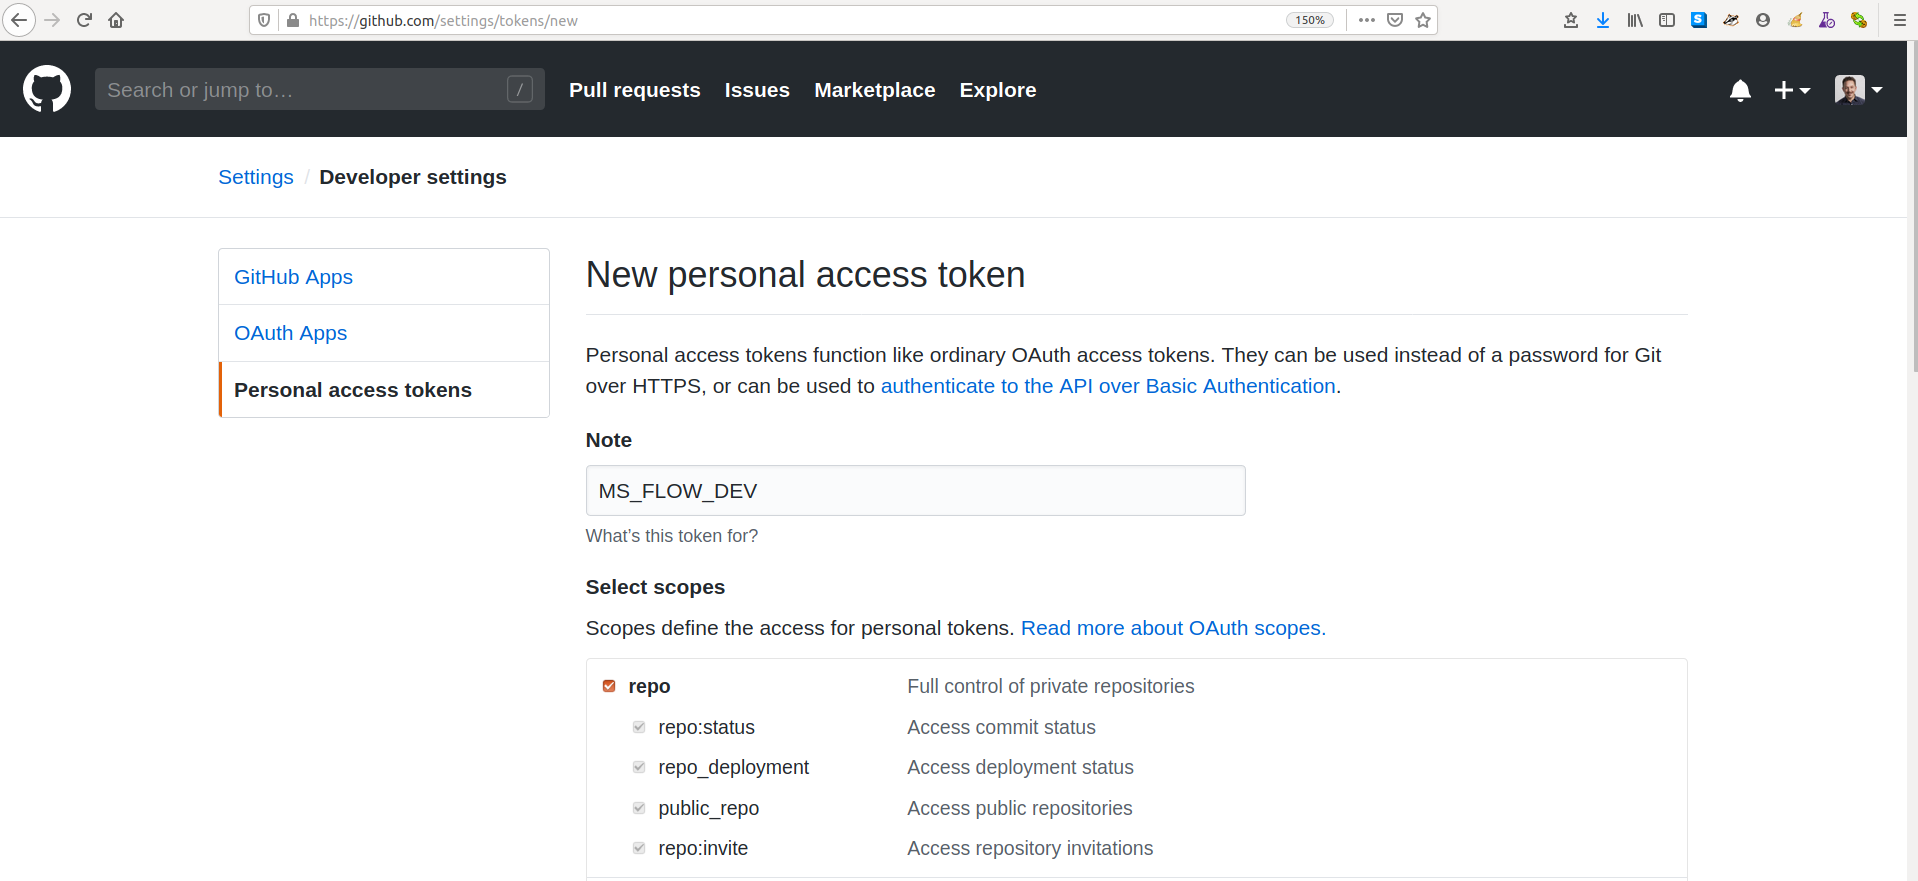 https://github.com/settings/tokens/new
150%
S
Search or jump to…
/
Pull requests
Issues
Marketplace
Explore
Settings / Developer settings
GitHub Apps
OAuth Apps
Personal access tokens
New personal access token
Personal access tokens function like ordinary OAuth access tokens. They can be used instead of a password for Git
over HTTPS, or can be used to authenticate to the API over Basic Authentication.
Note
MS_FLOW_DEV
What's this token for?
Select scopes
Scopes define the access for personal tokens. Read more about OAuth scopes.
repo Full control of private repositories
repo:status Access commit status
repo_deployment Access deployment status
public_repo Access public repositories
repo:invite Access repository invitations